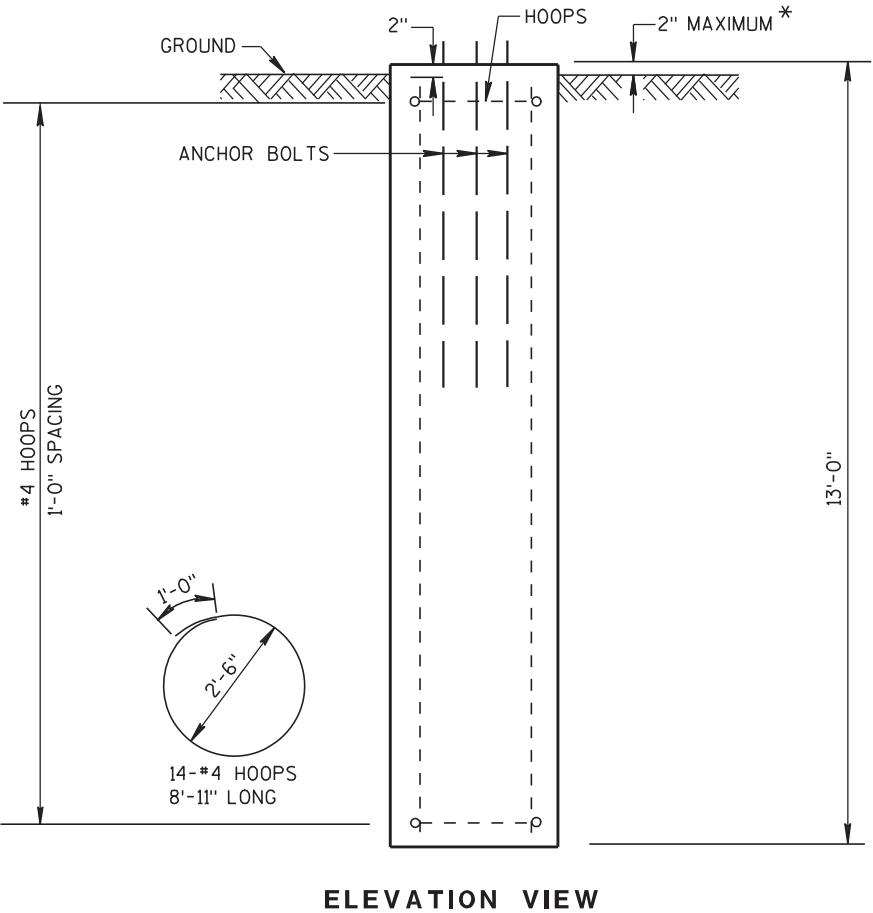 2"
HOOPS
2" MAXIMUM *
GROUND
ANCHOR BOLTS
#4 HOOPS
1'-0" SPACING
13'-0"
1'-0"
2'-6"
14-#4 HOOPS
8'-11" LONG
ELEVATION VIEW